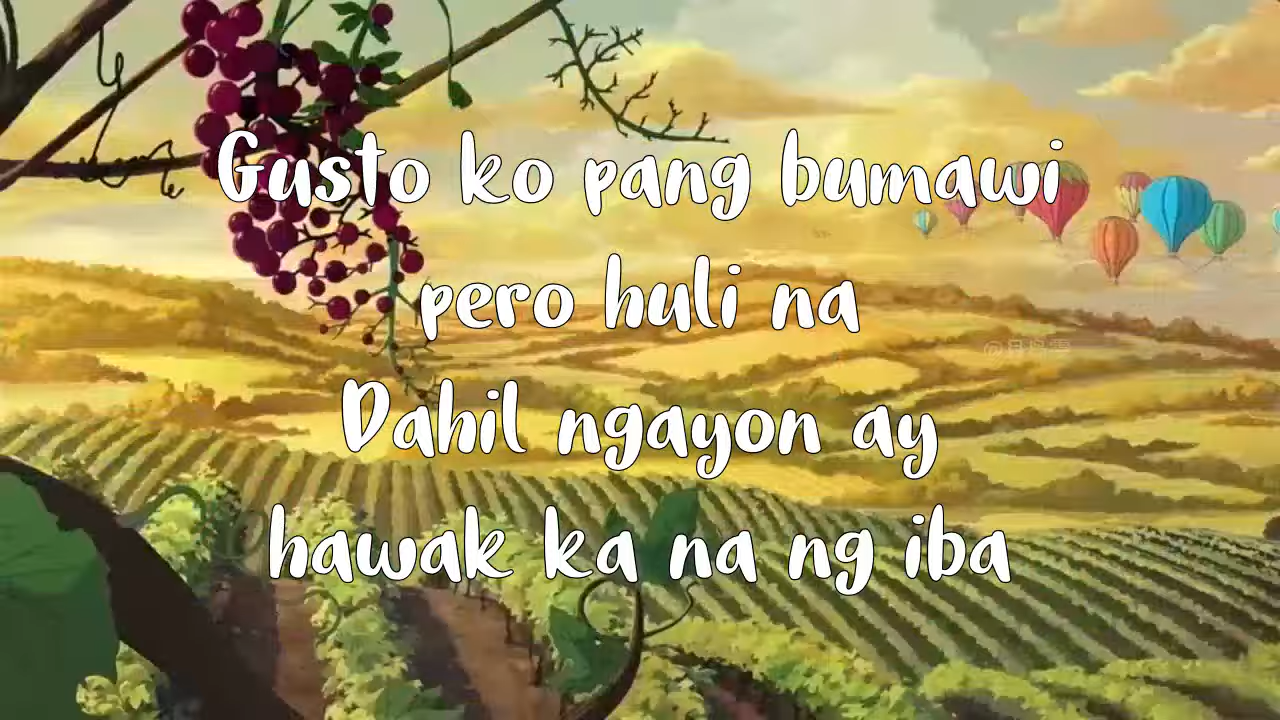 Gusto ko pang bumawi
pero huli na
Dahil ngayon ay
hawak ka na ng iba